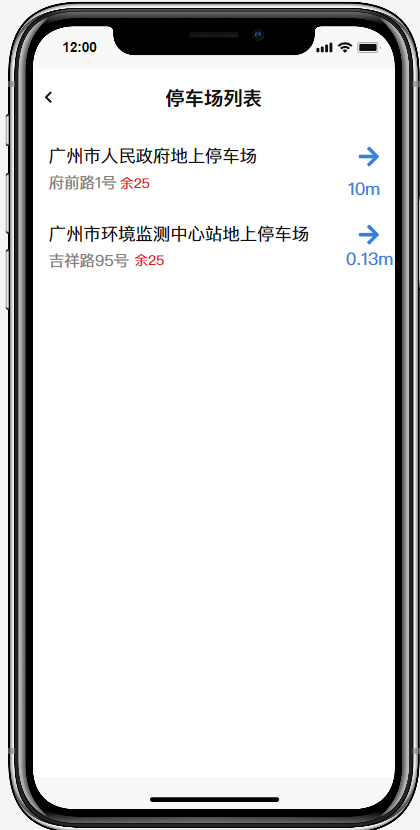 12:00
停车场列表
广州市人民政府地上停车场
府前路1号 余25
10m
广州市环境监测中心站地上停车场
吉祥路95号 余25
0.13m